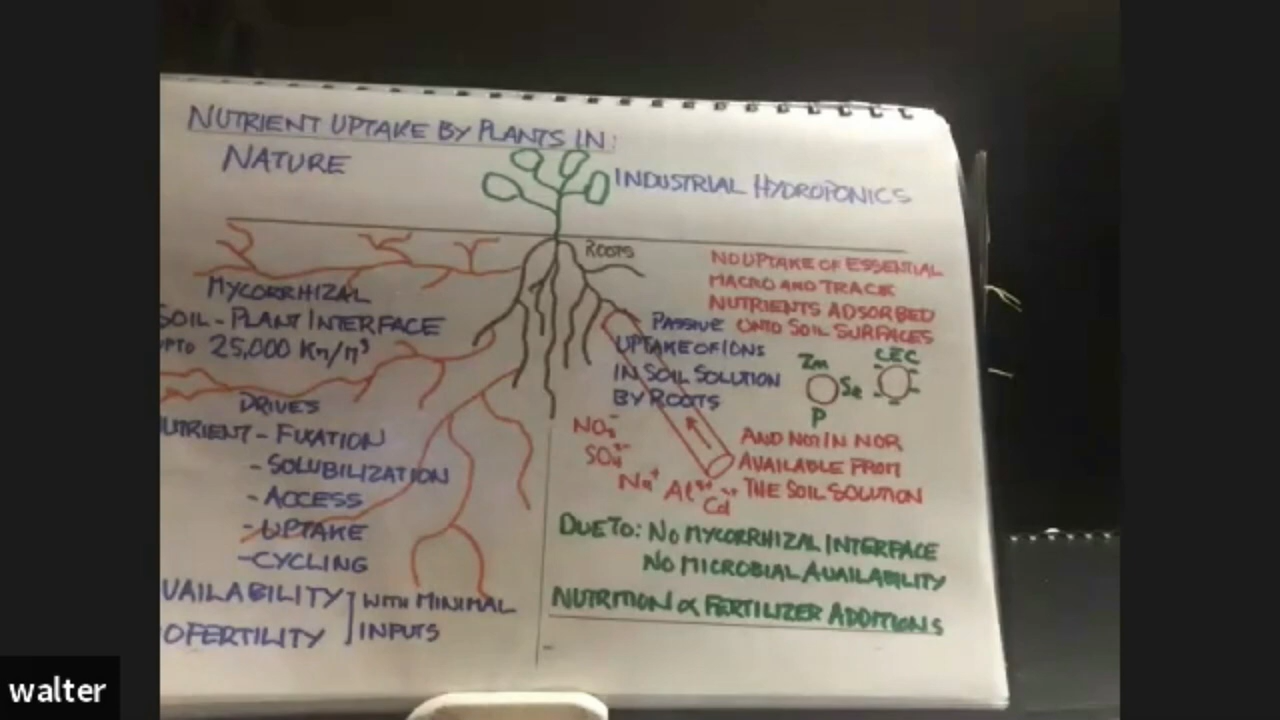 NUTRIENT UPTAKE BY PLANTS IN:
NATURE
INDUSTRIAL HYDROPONICS
ROOTS
MYCORRHIZAL
SOIL-PLANT INTERFACE
UPTO 25,000 Km/m³
DRIVES
UTRIENT-FIXATION
-SOLUBILIZATION
-ACCESS
-UPTAKE
-CYCLING
VAILABILITY
OFERTILITY
WITH MINIMAL
INPUTS
NO UPTAKE OF ESSENTIAL
MACRO AND TRACE
NUTRIENTS ADSORBED
ONTO SOIL SURFACES
PASSIVE
UPTAKE OF IONS
IN SOIL SOLUTION
BY ROOTS
Zn
Se
P
CEC
NO₃⁻
SO₄⁻⁻
Na⁺ Al⁺⁺⁺ Cd⁺⁺
AND NOT IN NOR
AVAILABLE FROM
THE SOIL SOLUTION
DUE TO: NO MYCORRHIZAL INTERFACE
NO MICROBIAL AVAILABILITY
NUTRITION ∝ FERTILIZER ADDITIONS
walter